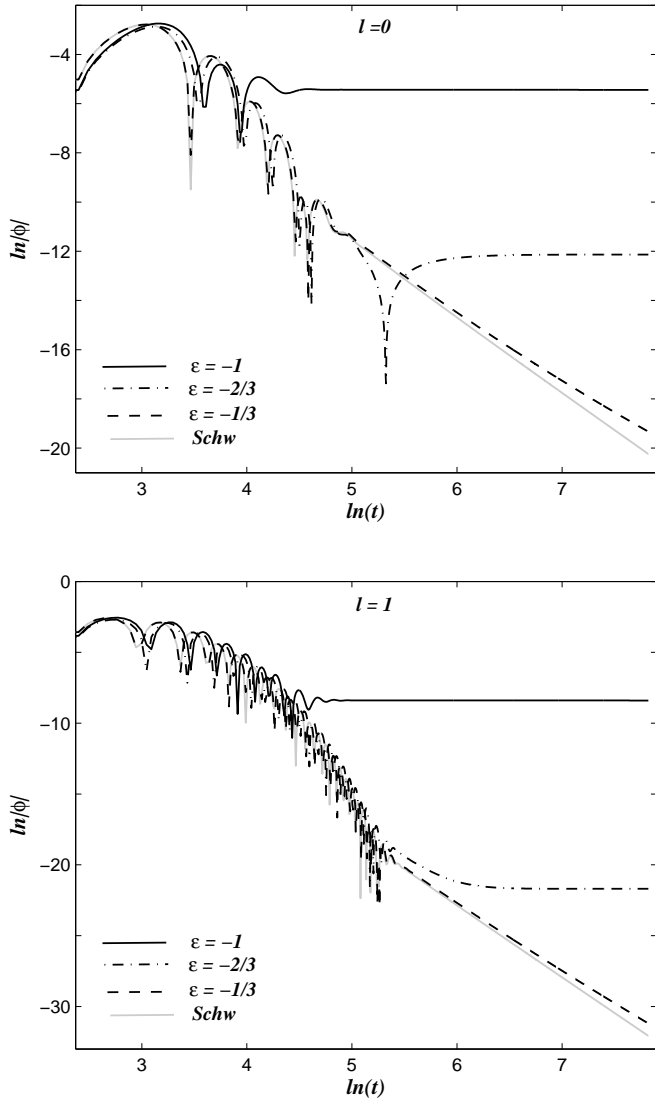 l =0
−4
−8
−12
−16
−20
ln|ϕ|
ε = −1
ε = −2/3
ε = −1/3
Schw
3 4 5 6 7
ln(t)
l = 1
0
−10
−20
−30
ln|ϕ|
ε = −1
ε = −2/3
ε = −1/3
Schw
3 4 5 6 7
ln(t)